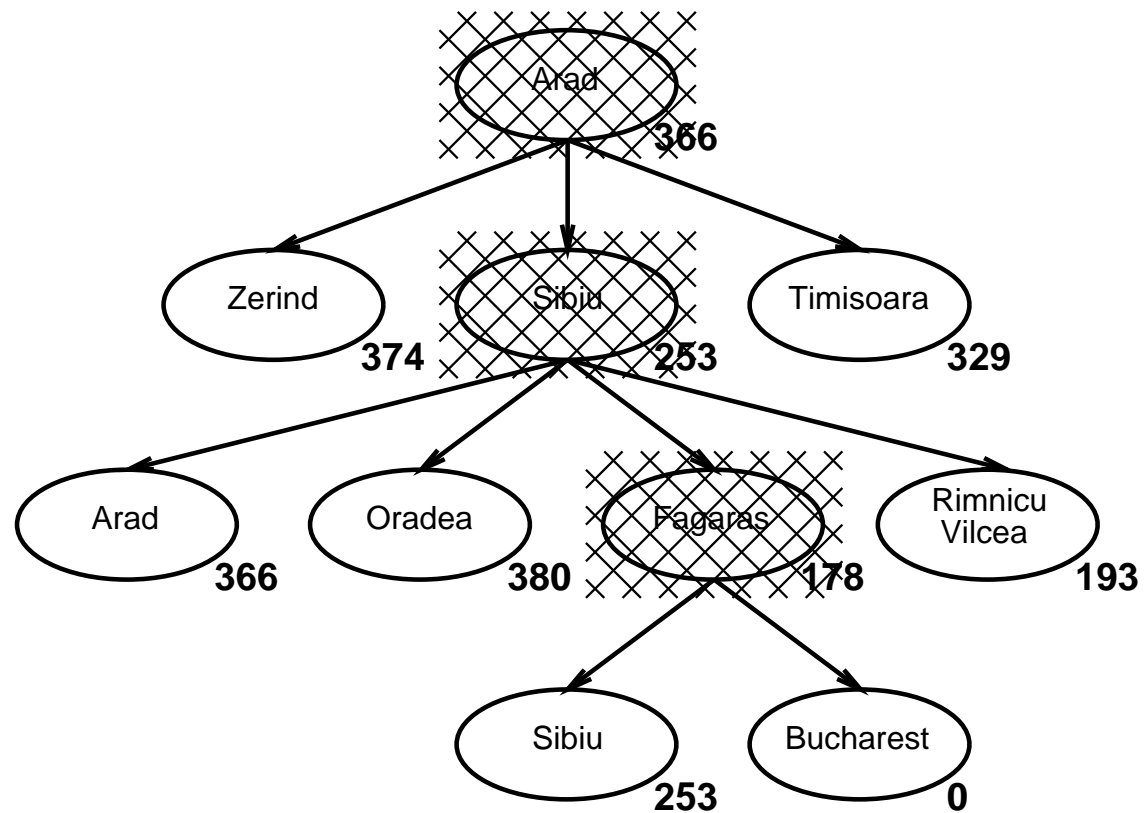 Arad
366
Zerind
374
Sibiu
253
Timisoara
329
Arad
366
Oradea
380
Fagaras
178
Rimnicu
Vilcea
193
Sibiu
253
Bucharest
0